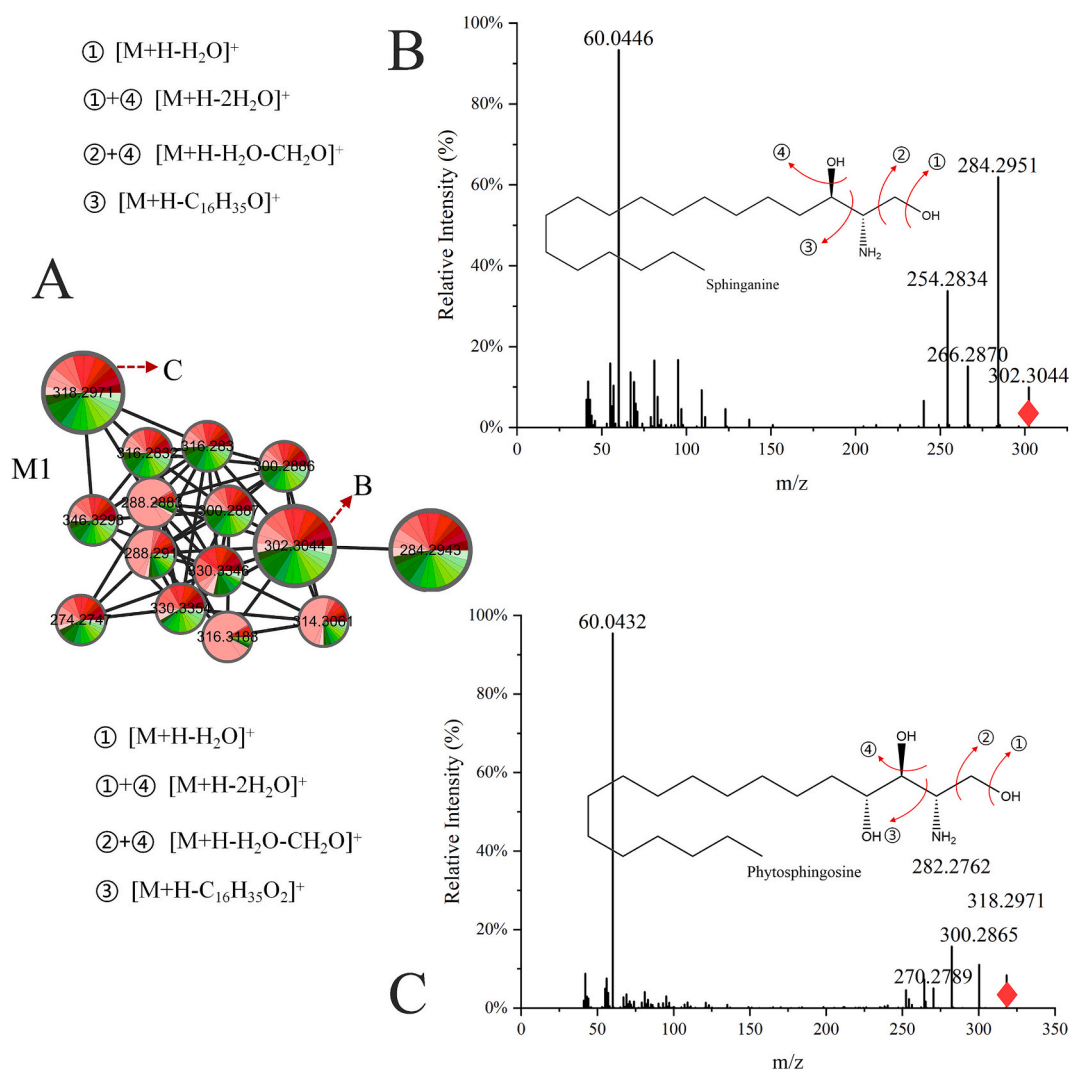 ① [M+H-H₂O]⁺
①+④ [M+H-2H₂O]⁺
②+④ [M+H-H₂O-CH₂O]⁺
③ [M+H-C₁₆H₃₅O]⁺
A
M1
C
B
318.2971
316.2832
316.283
300.2886
288.2883
300.2887
346.3298
302.3044
284.2943
288.291
330.3346
330.3354
274.2747
316.3188
314.3061
① [M+H-H₂O]⁺
①+④ [M+H-2H₂O]⁺
②+④ [M+H-H₂O-CH₂O]⁺
③ [M+H-C₁₆H₃₅O₂]⁺
B
Relative Intensity (%)
100%
80%
60%
40%
20%
0%
60.0446
284.2951
254.2834
266.2870
302.3044
④
②
①
③
OH
OH
NH₂
Sphinganine
0 50 100 150 200 250 300
m/z
C
Relative Intensity (%)
100%
80%
60%
40%
20%
0%
60.0432
282.2762
318.2971
300.2865
270.2789
OH
④
②
①
OH
OH
③
NH₂
Phytosphingosine
0 50 100 150 200 250 300 350
m/z